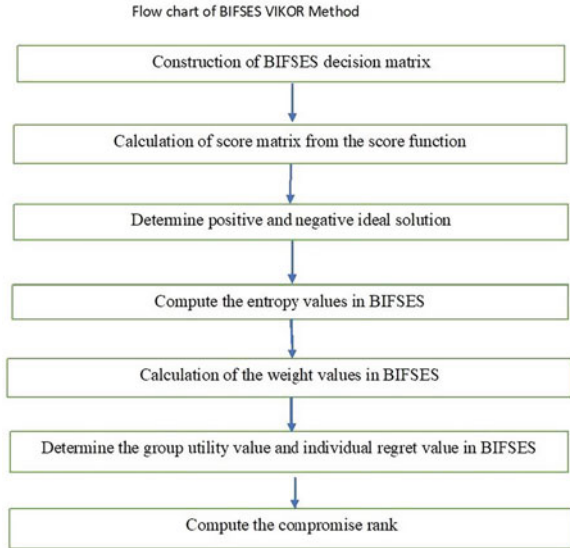 Flow chart of BIFSES VIKOR Method
Construction of BIFSES decision matrix
Calculation of score matrix from the score function
Determine positive and negative ideal solution
Compute the entropy values in BIFSES
Calculation of the weight values in BIFSES
Determine the group utility value and individual regret value in BIFSES
Compute the compromise rank